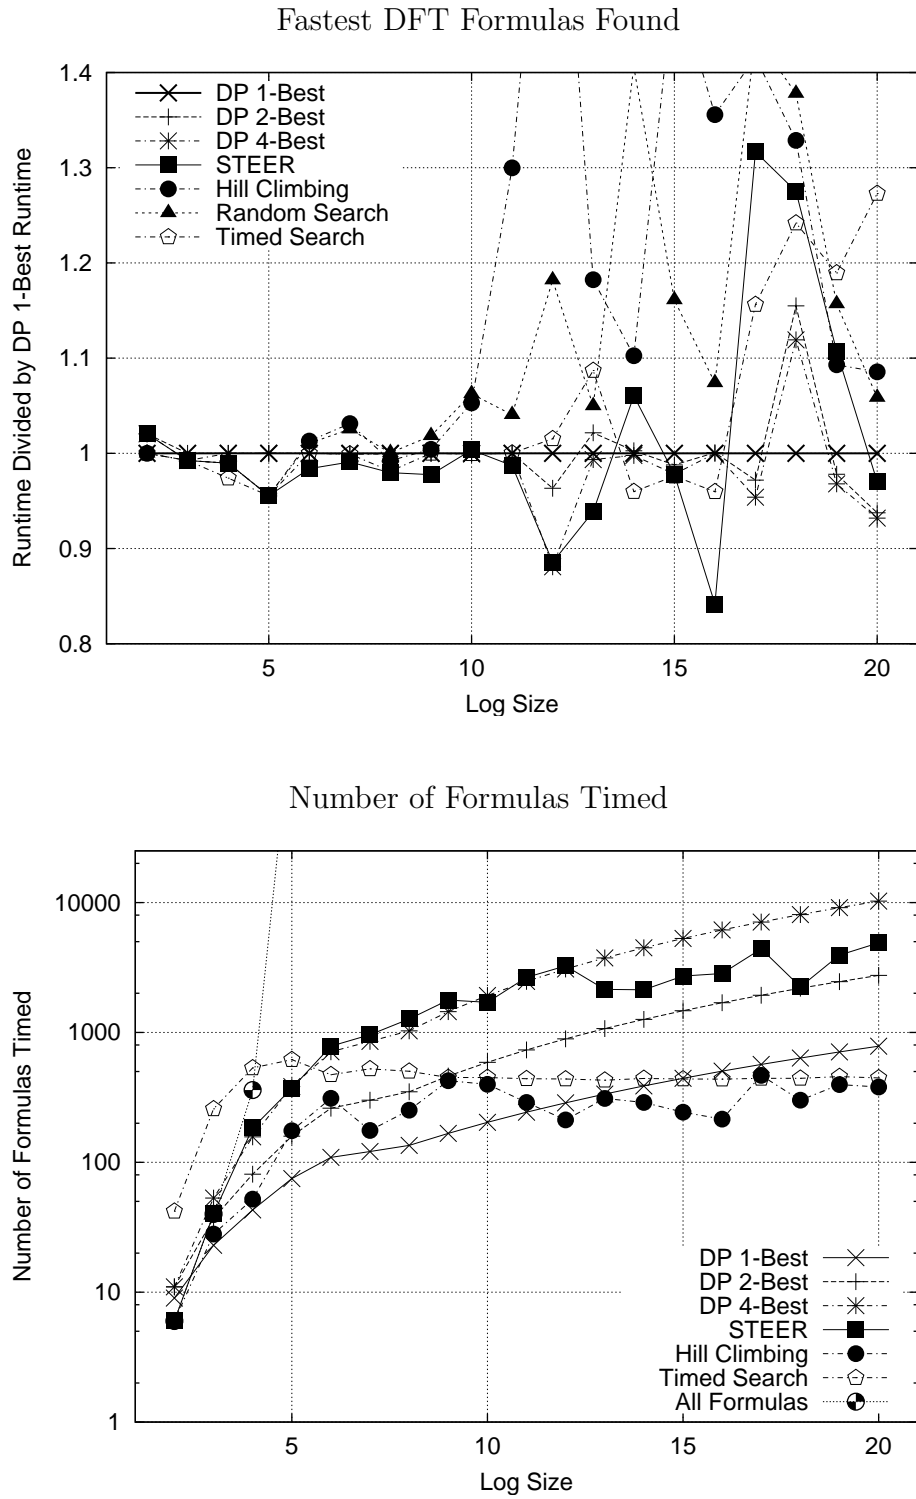 Fastest DFT Formulas Found
1.4
1.3
1.2
1.1
1
0.9
0.8
Runtime Divided by DP 1-Best Runtime
DP 1-Best
DP 2-Best
DP 4-Best
STEER
Hill Climbing
Random Search
Timed Search
5 10 15 20
Log Size
Number of Formulas Timed
10000
1000
100
10
1
Number of Formulas Timed
DP 1-Best
DP 2-Best
DP 4-Best
STEER
Hill Climbing
Timed Search
All Formulas
5 10 15 20
Log Size